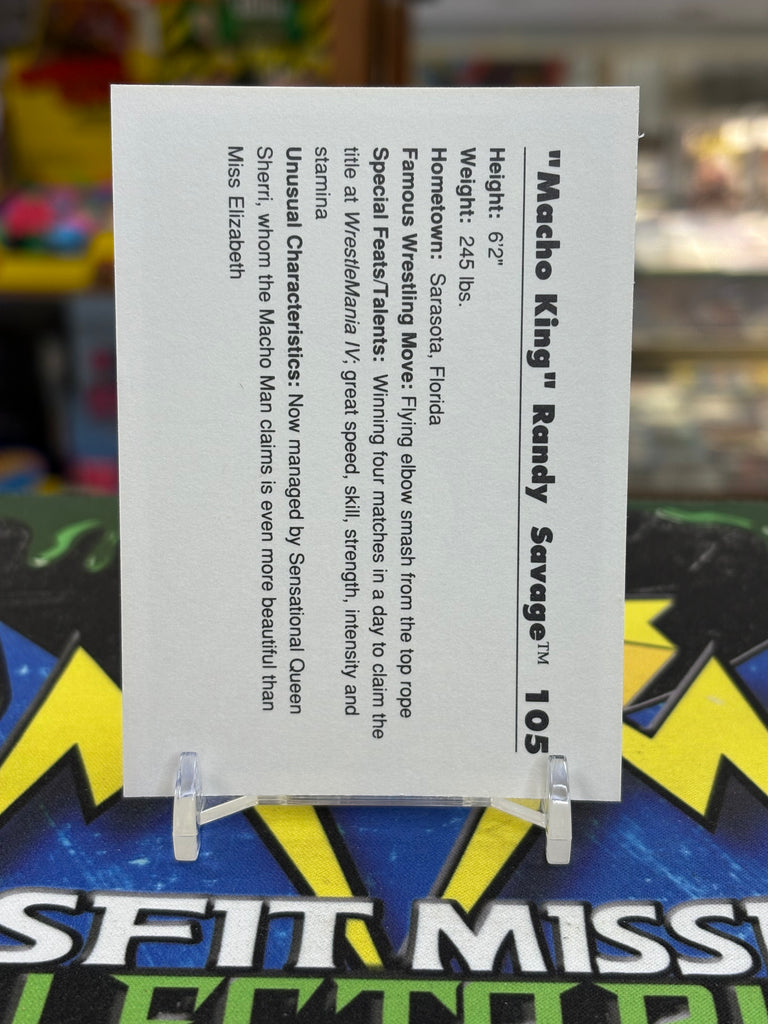 "Macho King" Randy Savage™ 105
Height: 6'2"
Weight: 245 lbs.
Hometown: Sarasota, Florida
Famous Wrestling Move: Flying elbow smash from the top rope
Special Feats/Talents: Winning four matches in a day to claim the
title at WrestleMania IV; great speed, skill, strength, intensity and
stamina
Unusual Characteristics: Now managed by Sensational Queen
Sherri, whom the Macho Man claims is even more beautiful than
Miss Elizabeth
SFIT MISS